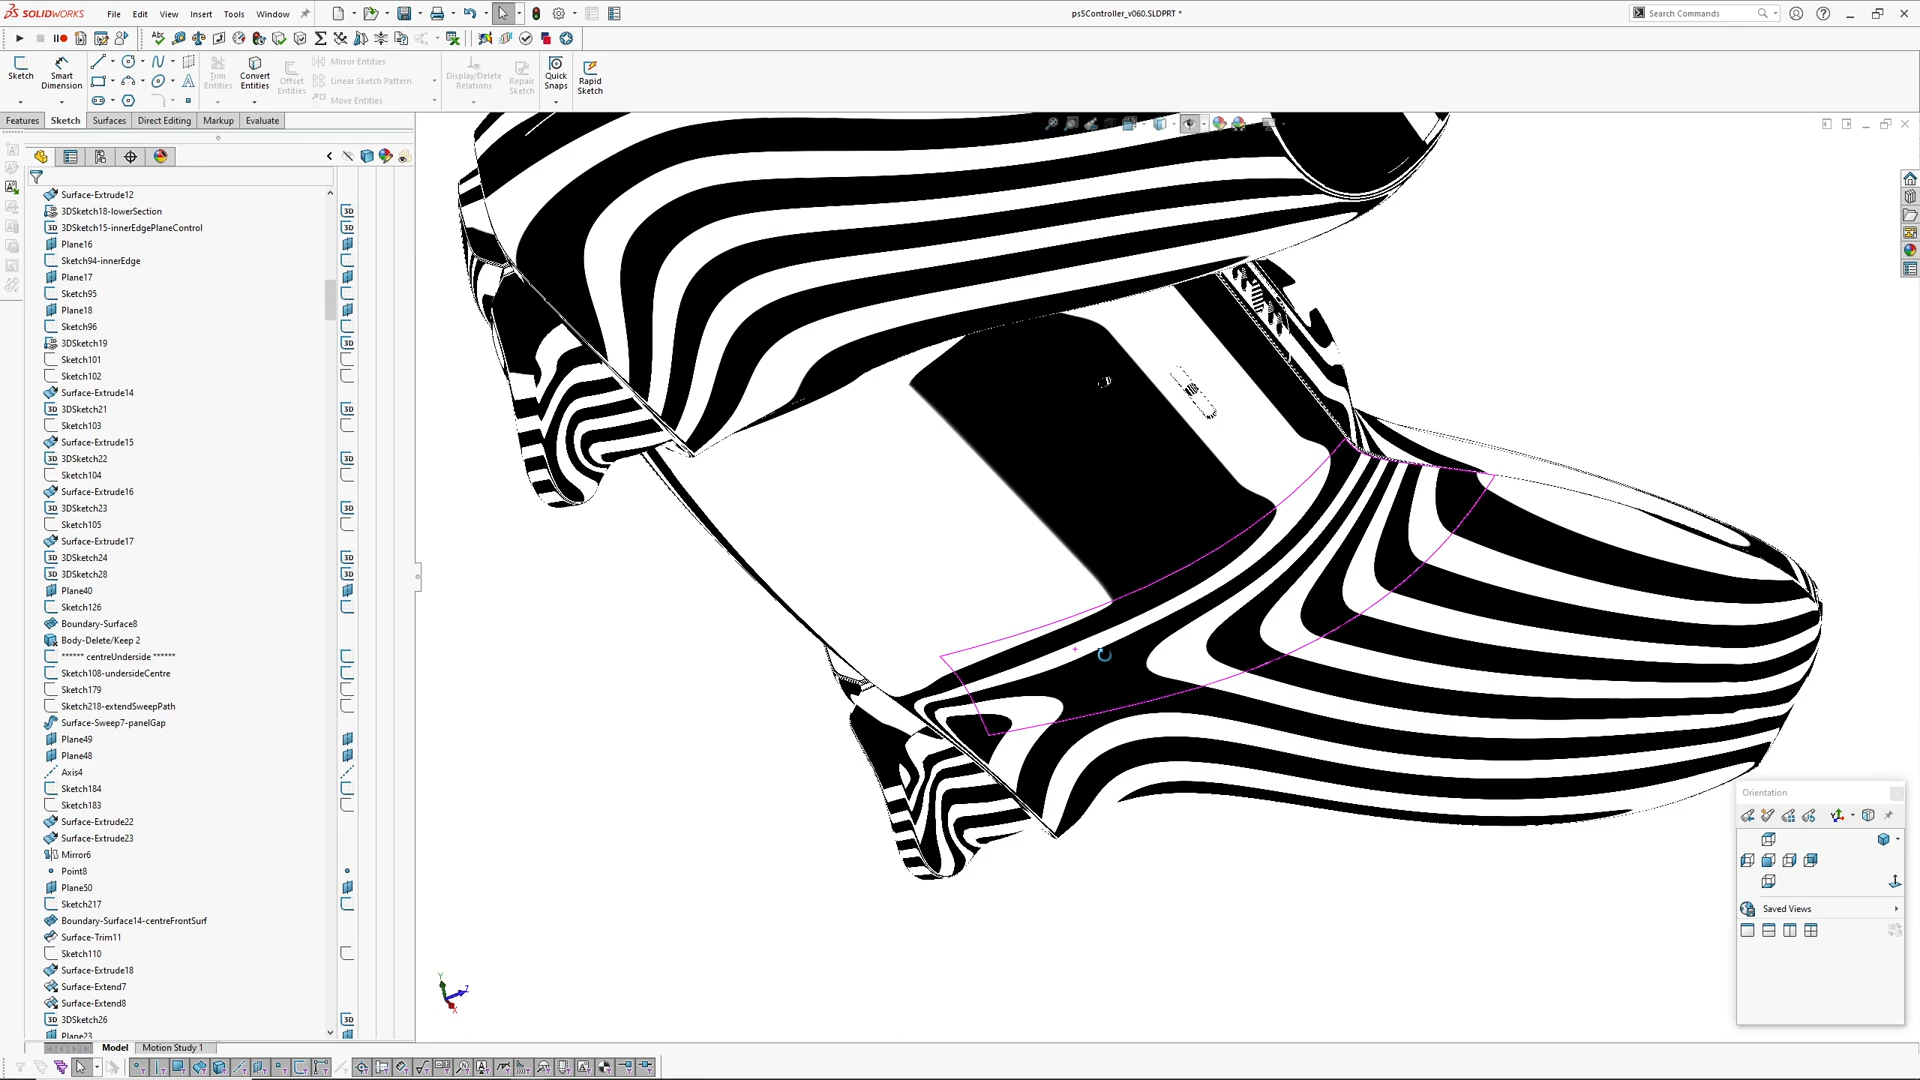 SOLIDWORKS
File
Edit
View
Insert
Tools
Window
ps5Controller_v060.SLDPRT *
Search Commands
Sketch
Smart Dimension
Trim Entities
Convert Entities
Offset Entities
Mirror Entities
Linear Sketch Pattern
Move Entities
Display/Delete Relations
Repair Sketch
Quick Snaps
Rapid Sketch
Features
Sketch
Surfaces
Direct Editing
Markup
Evaluate
Surface-Extrude12
3DSketch18-lowerSection
3DSketch15-innerEdgePlaneControl
Plane16
Sketch94-innerEdge
Plane17
Sketch95
Plane18
Sketch96
3DSketch19
Sketch101
Sketch102
Surface-Extrude14
3DSketch21
Sketch103
Surface-Extrude15
3DSketch22
Sketch104
Surface-Extrude16
3DSketch23
Sketch105
Surface-Extrude17
3DSketch24
3DSketch28
Plane40
Sketch126
Boundary-Surface8
Body-Delete/Keep 2
****** centreUnderside ******
Sketch108-undersideCentre
Sketch179
Sketch218-extendSweepPath
Surface-Sweep7-panelGap
Plane49
Plane48
Axis4
Sketch184
Sketch183
Surface-Extrude22
Surface-Extrude23
Mirror6
Point8
Plane50
Sketch217
Boundary-Surface14-centreFrontSurf
Surface-Trim11
Sketch110
Surface-Extrude18
Surface-Extend7
Surface-Extend8
3DSketch26
Plane23
Orientation
Saved Views
Y
Z
X
Model
Motion Study 1